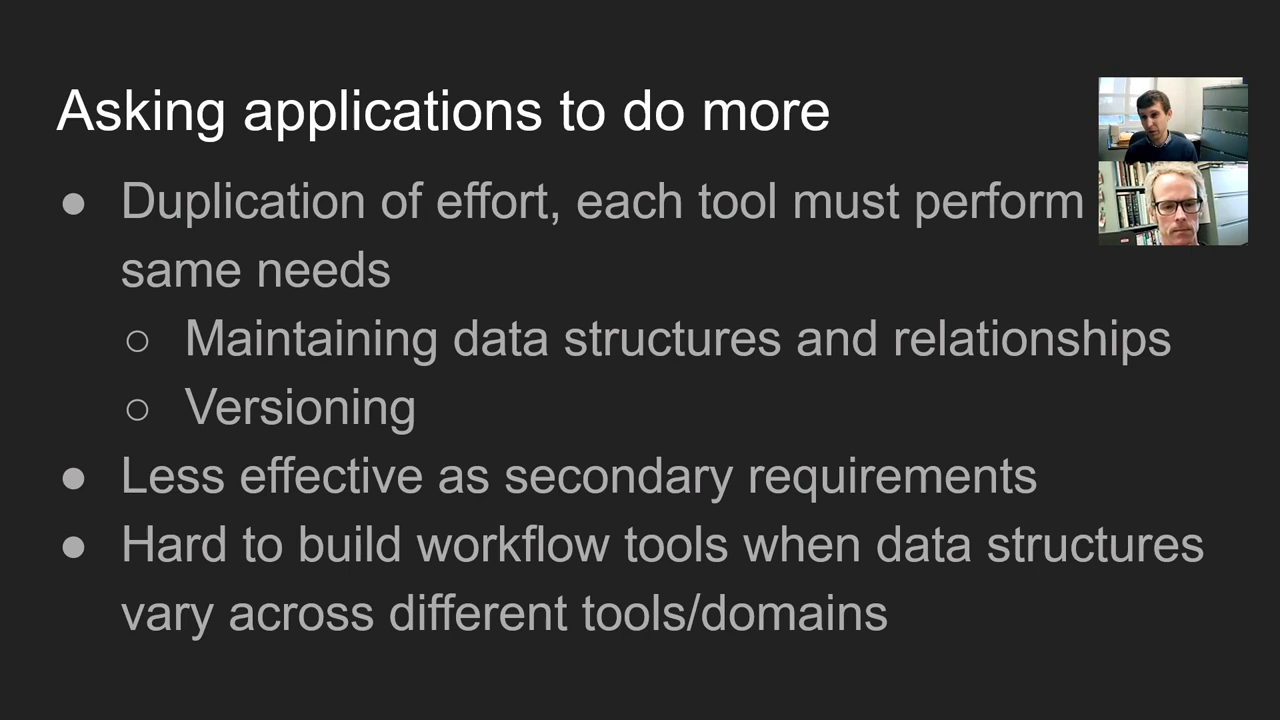 Asking applications to do more
● Duplication of effort, each tool must perform
same needs
○ Maintaining data structures and relationships
○ Versioning
● Less effective as secondary requirements
● Hard to build workflow tools when data structures
vary across different tools/domains